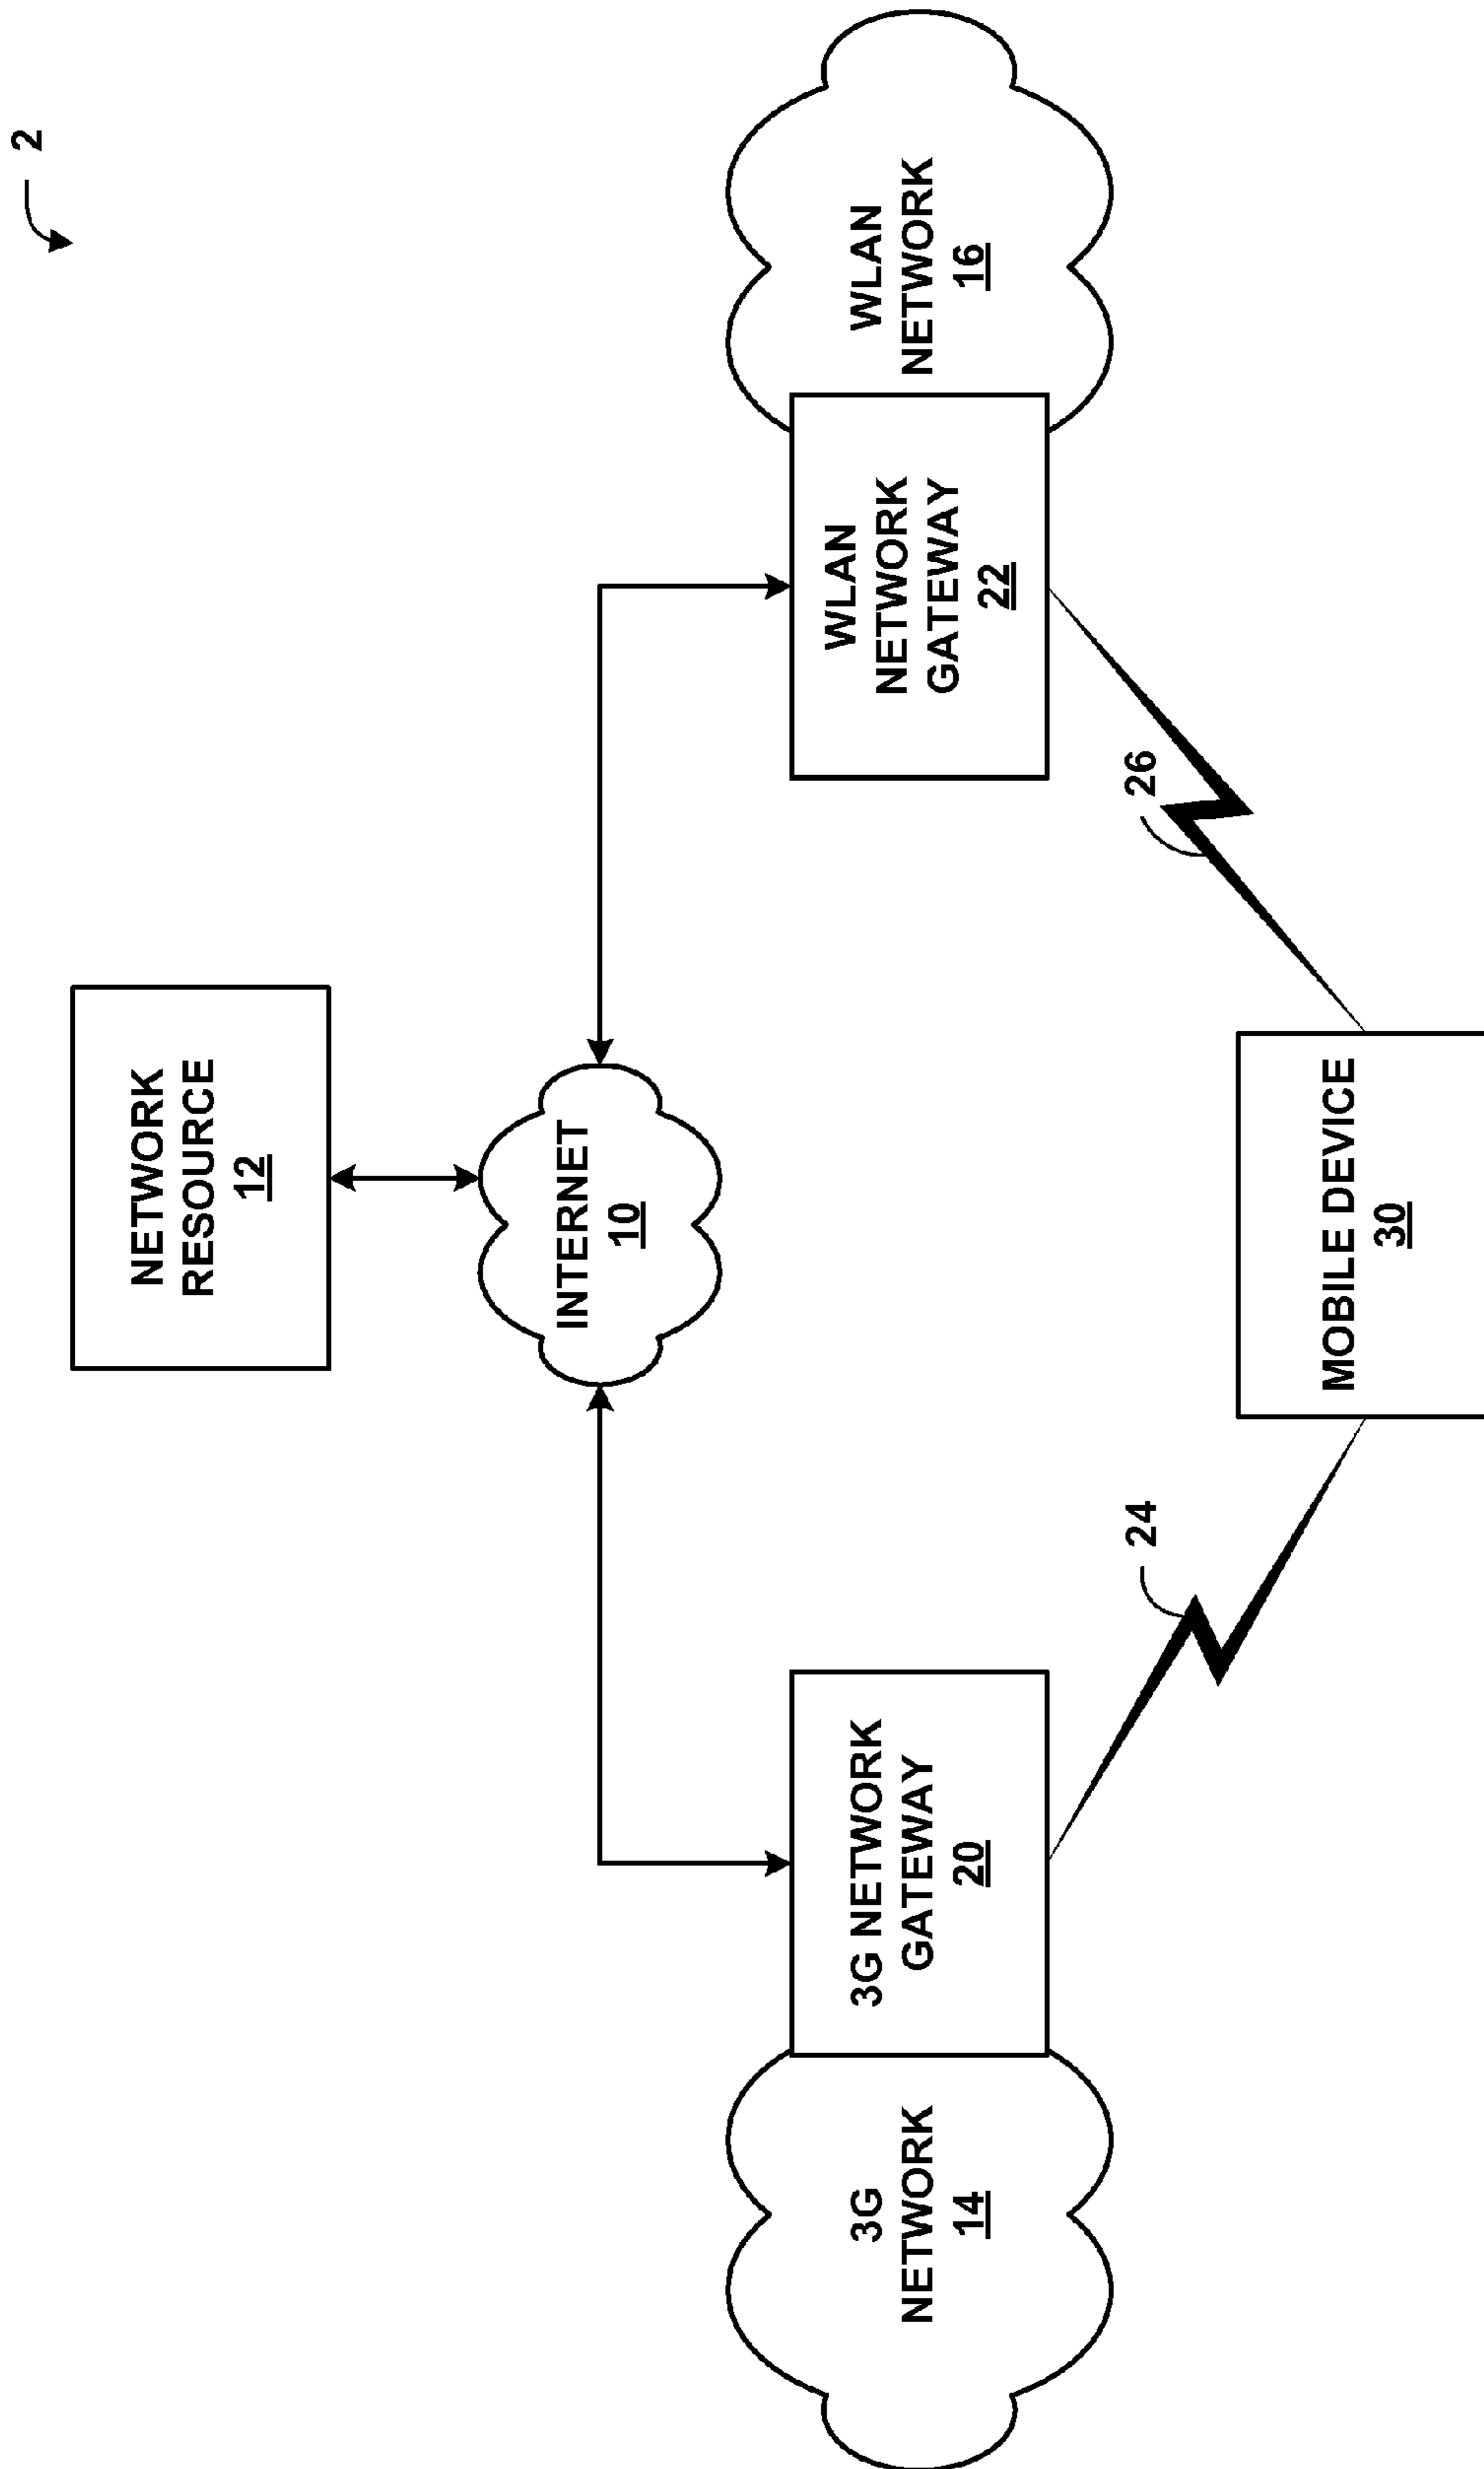 2
NETWORK
RESOURCE
12
INTERNET
10
3G
NETWORK
14
3G NETWORK
GATEWAY
20
WLAN
NETWORK
GATEWAY
22
WLAN
NETWORK
16
24
26
MOBILE DEVICE
30